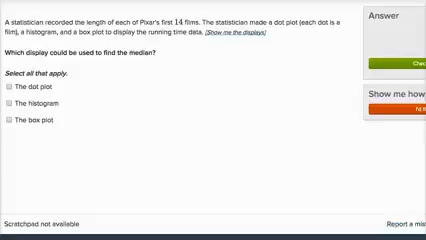 A statistician recorded the length of each of Pixar's first 14 films. The statistician made a dot plot (each dot is a
film), a histogram, and a box plot to display the running time data. [Show me the displays]
Which display could be used to find the median?
Select all that apply.
The dot plot
The histogram
The box plot
Answer
Chec
Show me how
I'd li
Scratchpad not available
Report a mis